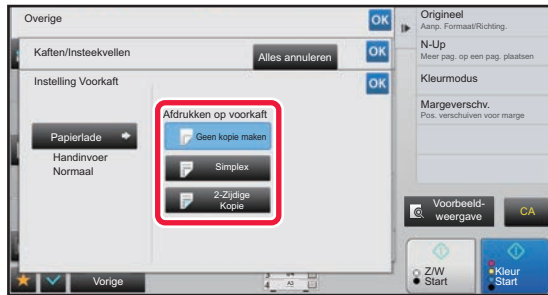 Overige
OK
Kaften/Insteekvellen
Alles annuleren
OK
Instelling Voorkaft
OK
Papierlade
Handinvoer
Normaal
Afdrukken op voorkaft
Geen kopie maken
Simplex
2-Zijdige
Kopie
Vorige
A3
Origineel
Aanp. Formaat/Richting.
N-Up
Meer pag. op een pag. plaatsen
Kleurmodus
Margeverschv.
Pos. verschuiven voor marge
Voorbeeld-
weergave
CA
Z/W
Start
Kleur
Start